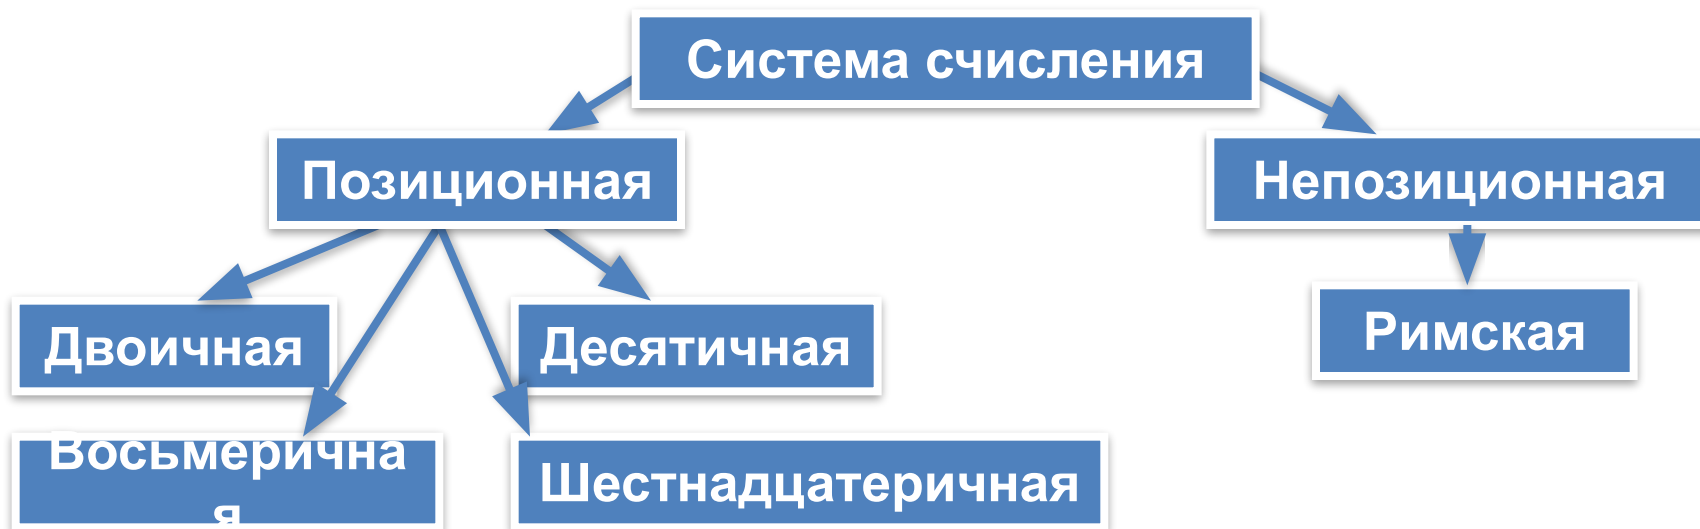 Система счисления
Позиционная
Непозиционная
Двоичная
Десятичная
Римская
Восьмерична
я
Шестнадцатеричная